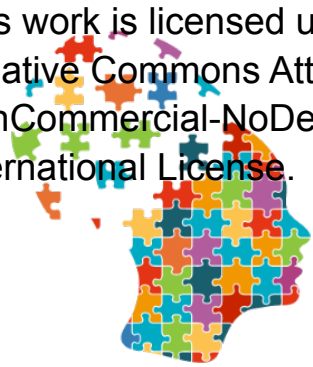 s work is licensed u
ative Commons Att
nCommercial-NoDe
ernational License.